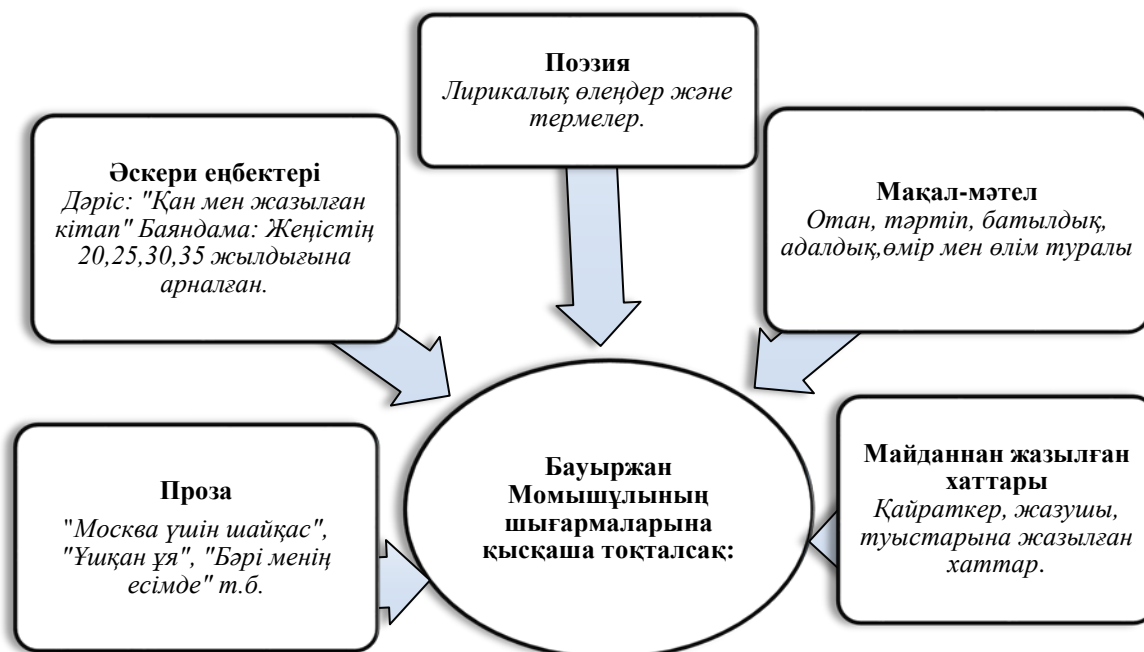 Поэзия
Лирикалық өлеңдер және
термелер.
Әскери еңбектері
Дәріс: "Қан мен жазылған
кітап" Баяндама: Жеңістің
20,25,30,35 жылдығына
арналған.
Мақал-мәтел
Отан, тәртіп, батылдық,
адалдық,өмір мен өлім туралы
Проза
"Москва үшін шайқас",
"Ұшқан ұя", "Бәрі менің
есімде" т.б.
Бауыржан
Момышұлының
шығармаларына
қысқаша тоқталсақ:
Майданнан жазылған
хаттары
Қайраткер, жазушы,
туыстарына жазылған
хаттар.